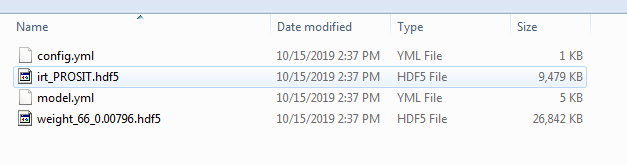 Name Date modified Type Size
config.yml 10/15/2019 2:37 PM YML File 1 KB
irt_PROSIT.hdf5 10/15/2019 2:37 PM HDF5 File 9,479 KB
model.yml 10/15/2019 2:37 PM YML File 5 KB
weight_66_0.00796.hdf5 10/15/2019 2:37 PM HDF5 File 26,842 KB